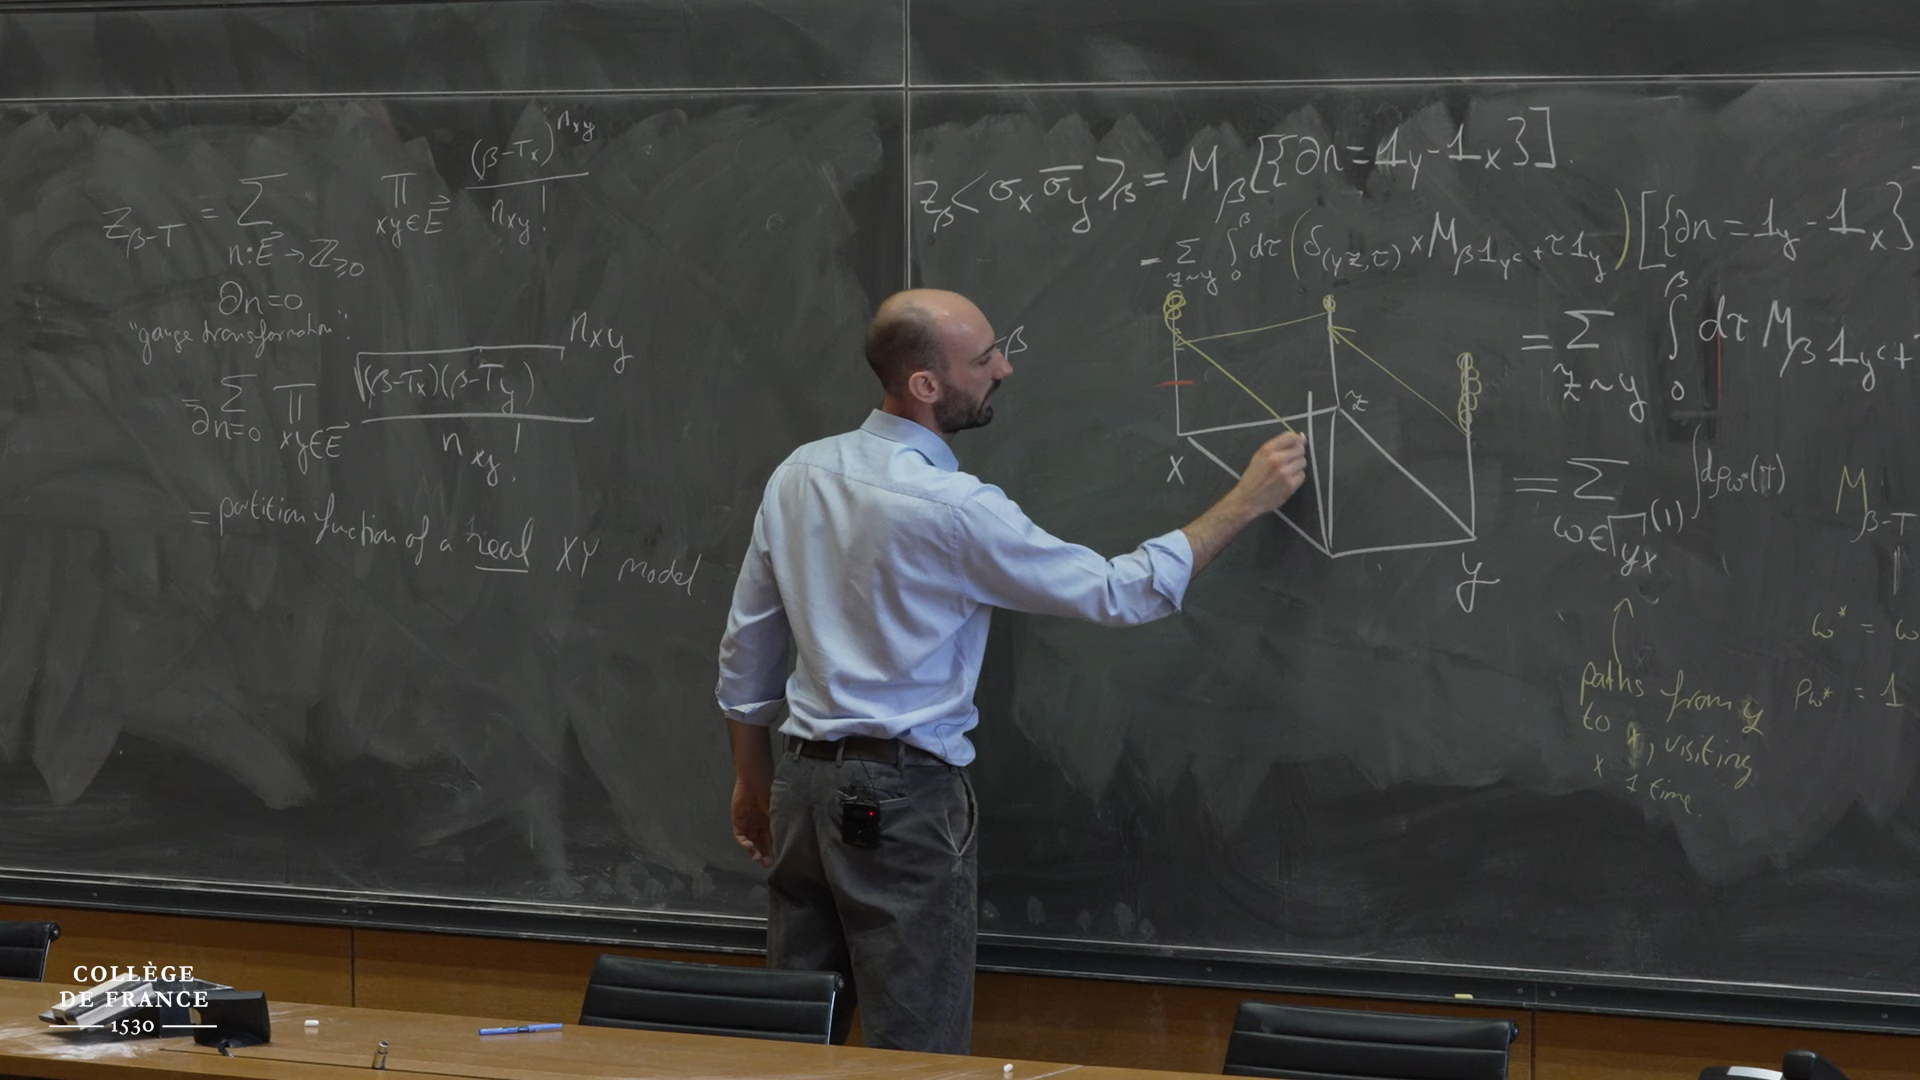 Z_{β-T} = Σ_{n:E⃗→ℤ≥0, ∂n=0} Π_{xy∈E⃗} (β-T_x)^{n_xy} / n_xy!
"gauge transformation":
= Σ_{∂n=0} Π_{xy∈E⃗} √(β-T_x)(β-T_y)^{n_xy} / n_xy!
= partition function of a real XY model
Z_β<σ_x σ̄_y>_β = M_β[{∂n=1_y-1_x}].
= Σ_{z~y} ∫_0^β dτ (δ_(yz,τ) × M_{β1_{y^c}+τ1_y}) [{∂n=1_y-1_x}
β
= Σ_{z~y} ∫_0^β dτ M_{β1_{y^c}+
z
x
y
= Σ_{ω∈Γ_{yx}^{(1)}} ∫dρ_{ω*}(T) M_{β-T}
ω* = ω
ρ_{ω*} = 1
paths from y
to x, visiting
x 1 time.
COLLÈGE
DE FRANCE
1530